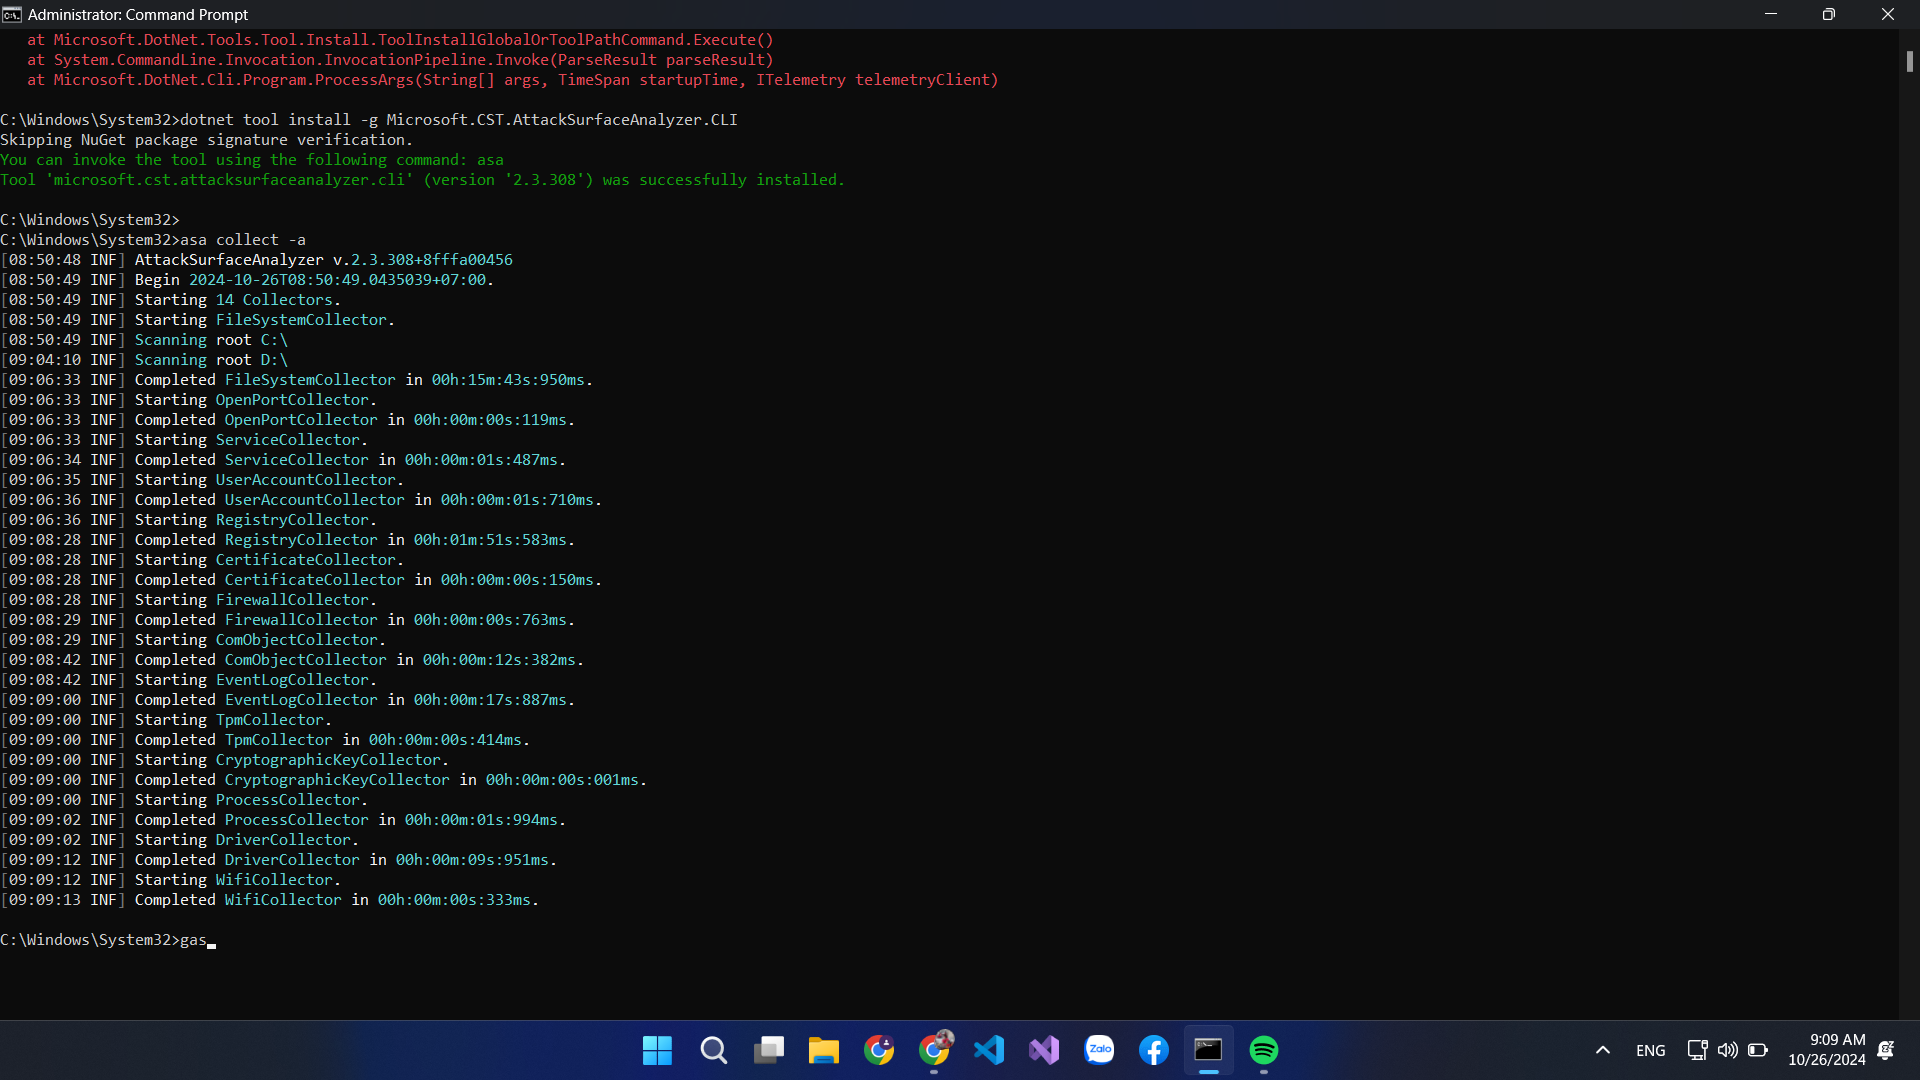 Administrator: Command Prompt
at Microsoft.DotNet.Tools.Tool.Install.ToolInstallGlobalOrToolPathCommand.Execute()
at System.CommandLine.Invocation.InvocationPipeline.Invoke(ParseResult parseResult)
at Microsoft.DotNet.Cli.Program.ProcessArgs(String[] args, TimeSpan startupTime, ITelemetry telemetryClient)
C:\Windows\System32>dotnet tool install -g Microsoft.CST.AttackSurfaceAnalyzer.CLI
Skipping NuGet package signature verification.
You can invoke the tool using the following command: asa
Tool 'microsoft.cst.attacksurfaceanalyzer.cli' (version '2.3.308') was successfully installed.
C:\Windows\System32>
C:\Windows\System32>asa collect -a
[08:50:48 INF] AttackSurfaceAnalyzer v.2.3.308+8fffa00456
[08:50:49 INF] Begin 2024-10-26T08:50:49.0435039+07:00.
[08:50:49 INF] Starting 14 Collectors.
[08:50:49 INF] Starting FileSystemCollector.
[08:50:49 INF] Scanning root C:\
[09:04:10 INF] Scanning root D:\
[09:06:33 INF] Completed FileSystemCollector in 00h:15m:43s:950ms.
[09:06:33 INF] Starting OpenPortCollector.
[09:06:33 INF] Completed OpenPortCollector in 00h:00m:00s:119ms.
[09:06:33 INF] Starting ServiceCollector.
[09:06:34 INF] Completed ServiceCollector in 00h:00m:01s:487ms.
[09:06:35 INF] Starting UserAccountCollector.
[09:06:36 INF] Completed UserAccountCollector in 00h:00m:01s:710ms.
[09:06:36 INF] Starting RegistryCollector.
[09:08:28 INF] Completed RegistryCollector in 00h:01m:51s:583ms.
[09:08:28 INF] Starting CertificateCollector.
[09:08:28 INF] Completed CertificateCollector in 00h:00m:00s:150ms.
[09:08:28 INF] Starting FirewallCollector.
[09:08:29 INF] Completed FirewallCollector in 00h:00m:00s:763ms.
[09:08:29 INF] Starting ComObjectCollector.
[09:08:42 INF] Completed ComObjectCollector in 00h:00m:12s:382ms.
[09:08:42 INF] Starting EventLogCollector.
[09:09:00 INF] Completed EventLogCollector in 00h:00m:17s:887ms.
[09:09:00 INF] Starting TpmCollector.
[09:09:00 INF] Completed TpmCollector in 00h:00m:00s:414ms.
[09:09:00 INF] Starting CryptographicKeyCollector.
[09:09:00 INF] Completed CryptographicKeyCollector in 00h:00m:00s:001ms.
[09:09:00 INF] Starting ProcessCollector.
[09:09:02 INF] Completed ProcessCollector in 00h:00m:01s:994ms.
[09:09:02 INF] Starting DriverCollector.
[09:09:12 INF] Completed DriverCollector in 00h:00m:09s:951ms.
[09:09:12 INF] Starting WifiCollector.
[09:09:13 INF] Completed WifiCollector in 00h:00m:00s:333ms.
C:\Windows\System32>gas
Zalo
ENG
9:09 AM
10/26/2024